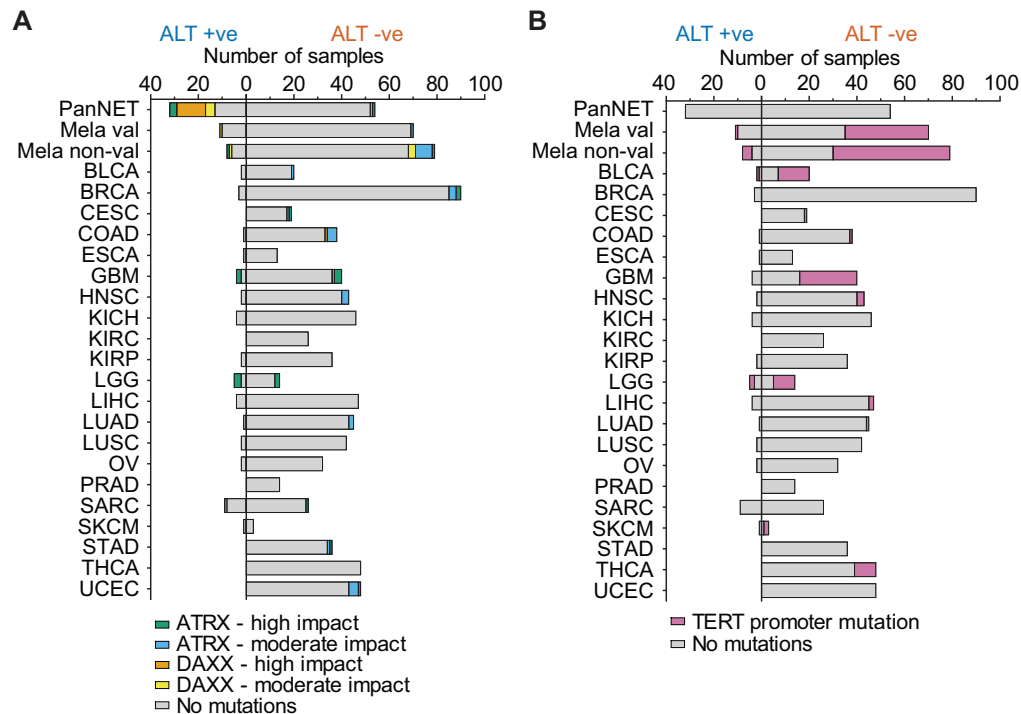 A
ALT +ve ALT -ve
Number of samples
40 20 0 20 40 60 80 100
PanNET
Mela val
Mela non-val
BLCA
BRCA
CESC
COAD
ESCA
GBM
HNSC
KICH
KIRC
KIRP
LGG
LIHC
LUAD
LUSC
OV
PRAD
SARC
SKCM
STAD
THCA
UCEC
ATRX - high impact
ATRX - moderate impact
DAXX - high impact
DAXX - moderate impact
No mutations
B
ALT +ve ALT -ve
Number of samples
40 20 0 20 40 60 80 100
PanNET
Mela val
Mela non-val
BLCA
BRCA
CESC
COAD
ESCA
GBM
HNSC
KICH
KIRC
KIRP
LGG
LIHC
LUAD
LUSC
OV
PRAD
SARC
SKCM
STAD
THCA
UCEC
TERT promoter mutation
No mutations